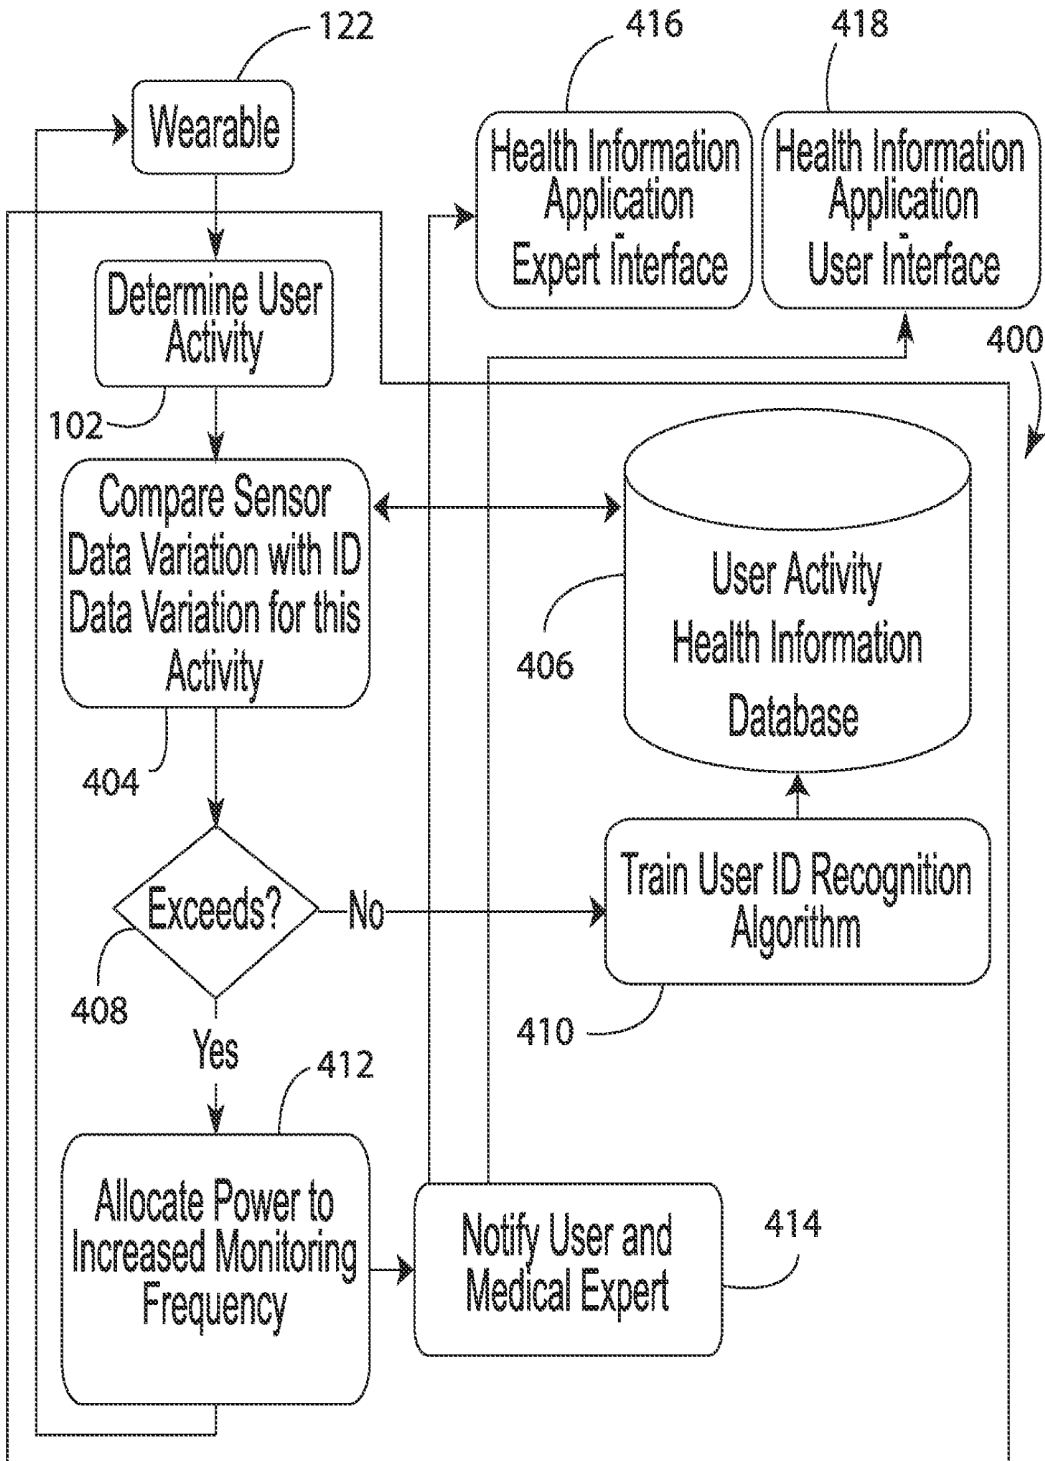 122
416
418
Wearable
Health Information
Application
-
Expert Interface
Health Information
Application
-
User Interface
Determine User
Activity
400
102
Compare Sensor
Data Variation with ID
Data Variation for this
Activity
User Activity
Health Information
Database
406
404
Exceeds?
No
Train User ID Recognition
Algorithm
408
410
Yes
412
Allocate Power to
Increased Monitoring
Frequency
Notify User and
Medical Expert
414